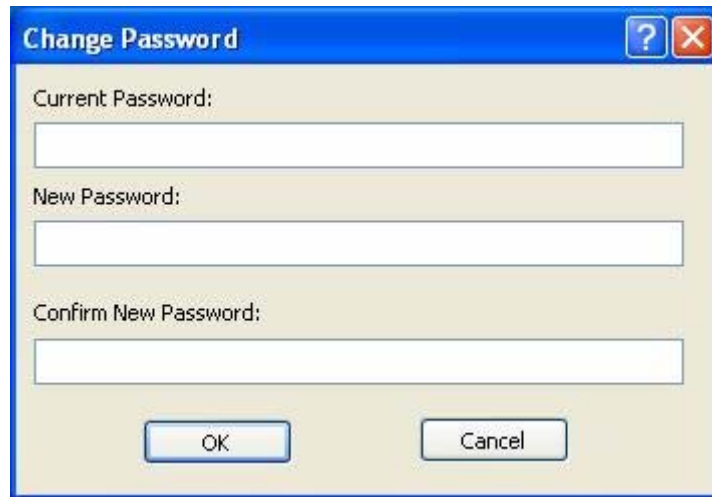 Change Password
?
Current Password:
New Password:
Confirm New Password:
OK Cancel